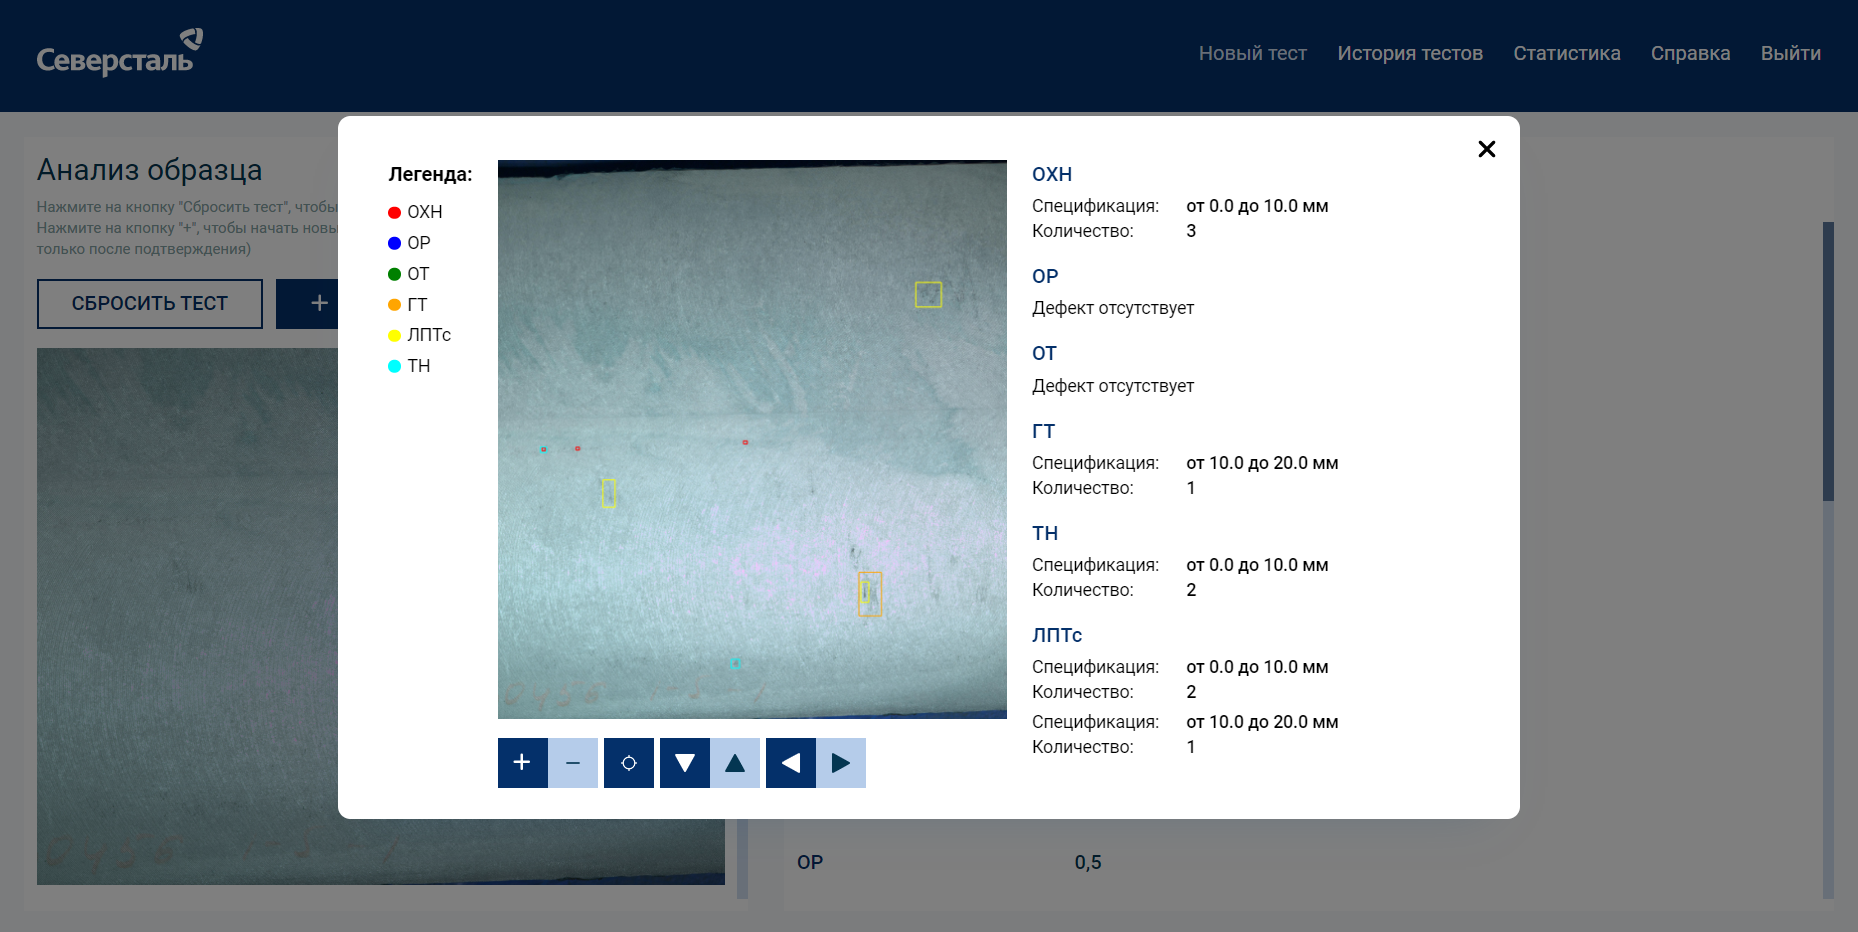 Северсталь
Новый тест
История тестов
Статистика
Справка
Выйти
Анализ образца
Нажмите на кнопку "Сбросить тест", чтобы
Нажмите на кпопку "+", чтобы начать новы
только после подтверждения)
СБРОСИТЬ ТЕСТ
+
Легенда:
ОХН
ОР
ОТ
ГТ
ЛПТс
ТН
ОХН
Спецификация: от 0.0 до 10.0 мм
Количество: 3
ОР
Дефект отсутствует
ОТ
Дефект отсутствует
ГТ
Спецификация: от 10.0 до 20.0 мм
Количество: 1
ТН
Спецификация: от 0.0 до 10.0 мм
Количество: 2
ЛПТс
Спецификация: от 0.0 до 10.0 мм
Количество: 2
Спецификация: от 10.0 до 20.0 мм
Количество: 1
ОР 0,5